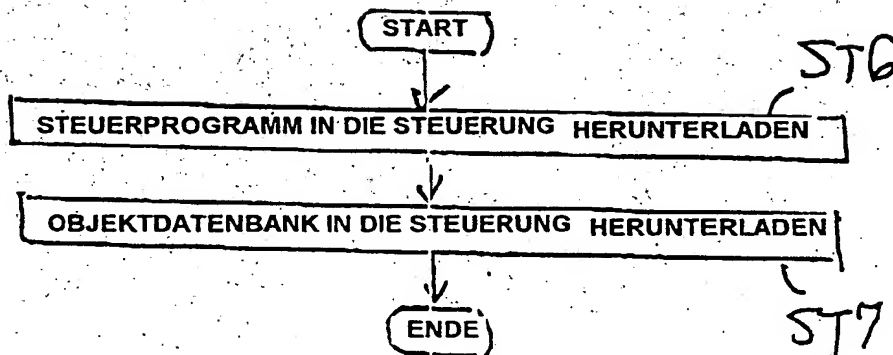 START
ST6
STEUERPROGRAMM IN DIE STEUERUNG HERUNTERLADEN
OBJEKTDATENBANK IN DIE STEUERUNG HERUNTERLADEN
ENDE
ST7